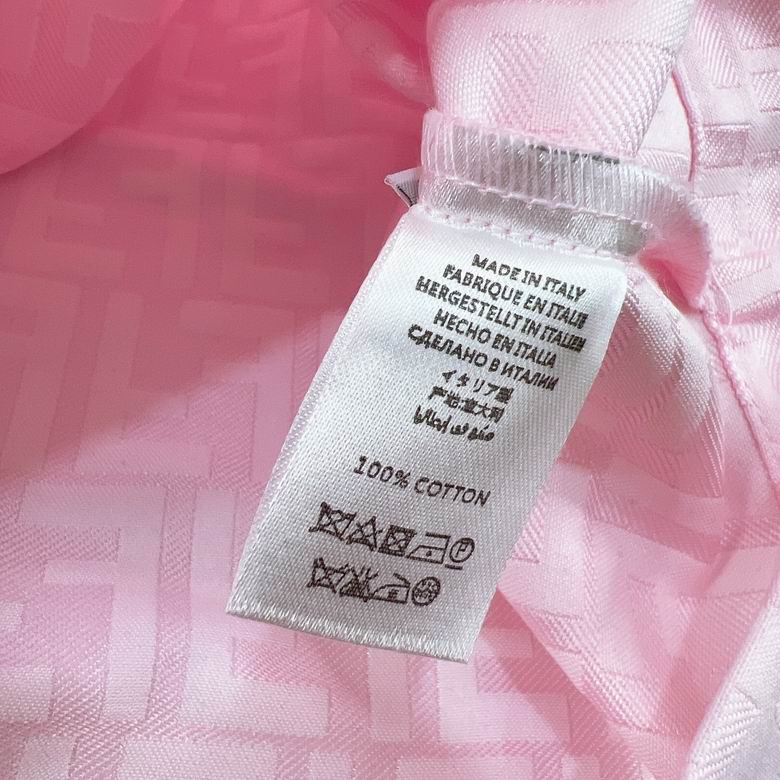 MADE IN ITALY
FABRIQUE EN ITALIE
HERGESTELLT IN ITALIEN
HECHO EN ITALIA
СДЕЛАНО В ИТАЛИИ
イタリア製
产地:意大利
صنع في إيطاليا
100% COTTON
P